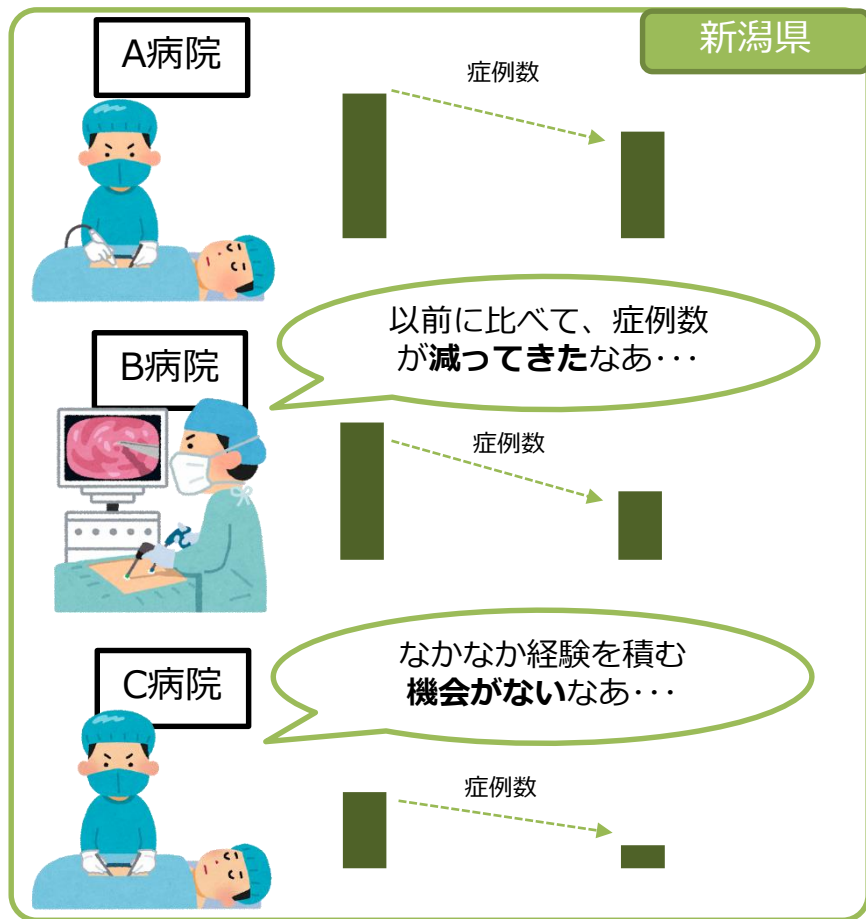 新潟県
A病院
症例数
以前に比べて、症例数
が減ってきたなあ･･･
B病院
症例数
なかなか経験を積む
機会がないなあ･･･
C病院
症例数